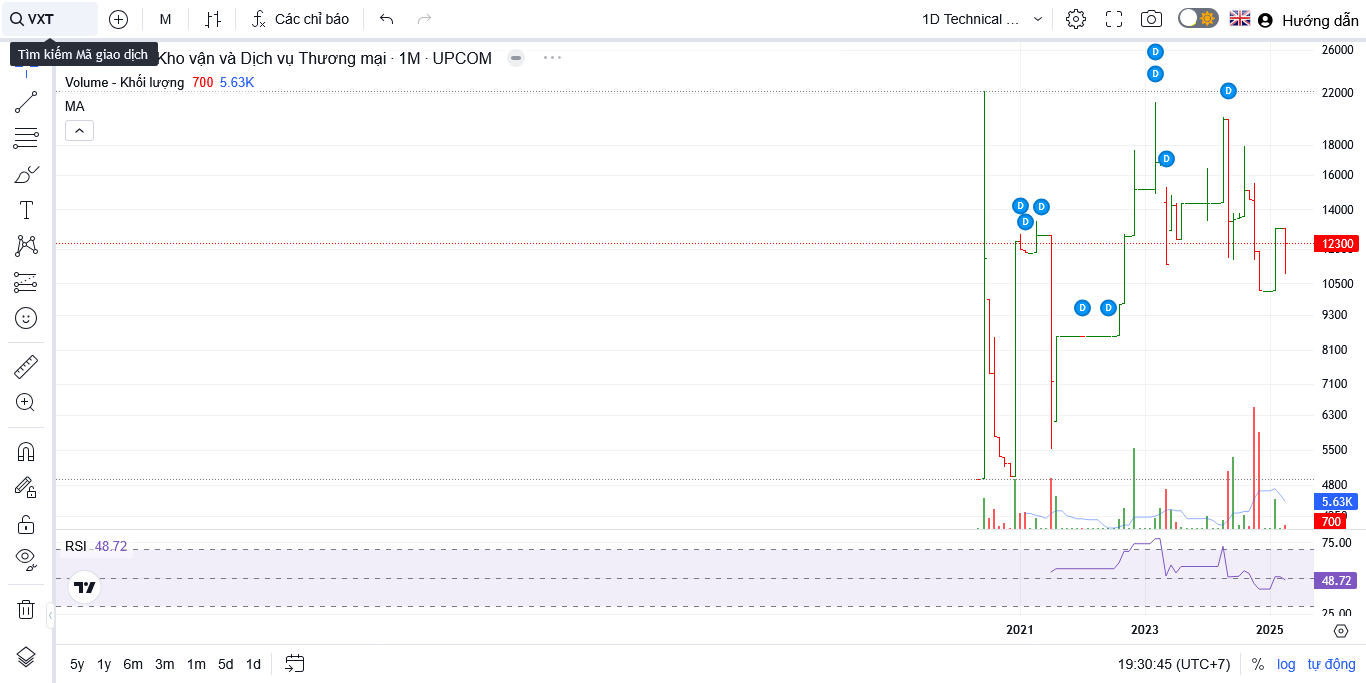 VXT
M
Các chỉ báo
1D Technical ...
Hướng dẫn
Tìm kiếm Mã giao dịch
Kho vận và Dịch vụ Thương mại · 1M · UPCOM
Volume - Khối lượng 700 5.63K
MA
D
D
D
D
D
D
D
D
D
26000
22000
18000
16000
14000
12300
10500
9300
8100
7100
6300
5500
4800
5.63K
700
RSI 48.72
75.00
48.72
25.00
2021
2023
2025
5y 1y 6m 3m 1m 5d 1d
19:30:45 (UTC+7)
%
log
tự động